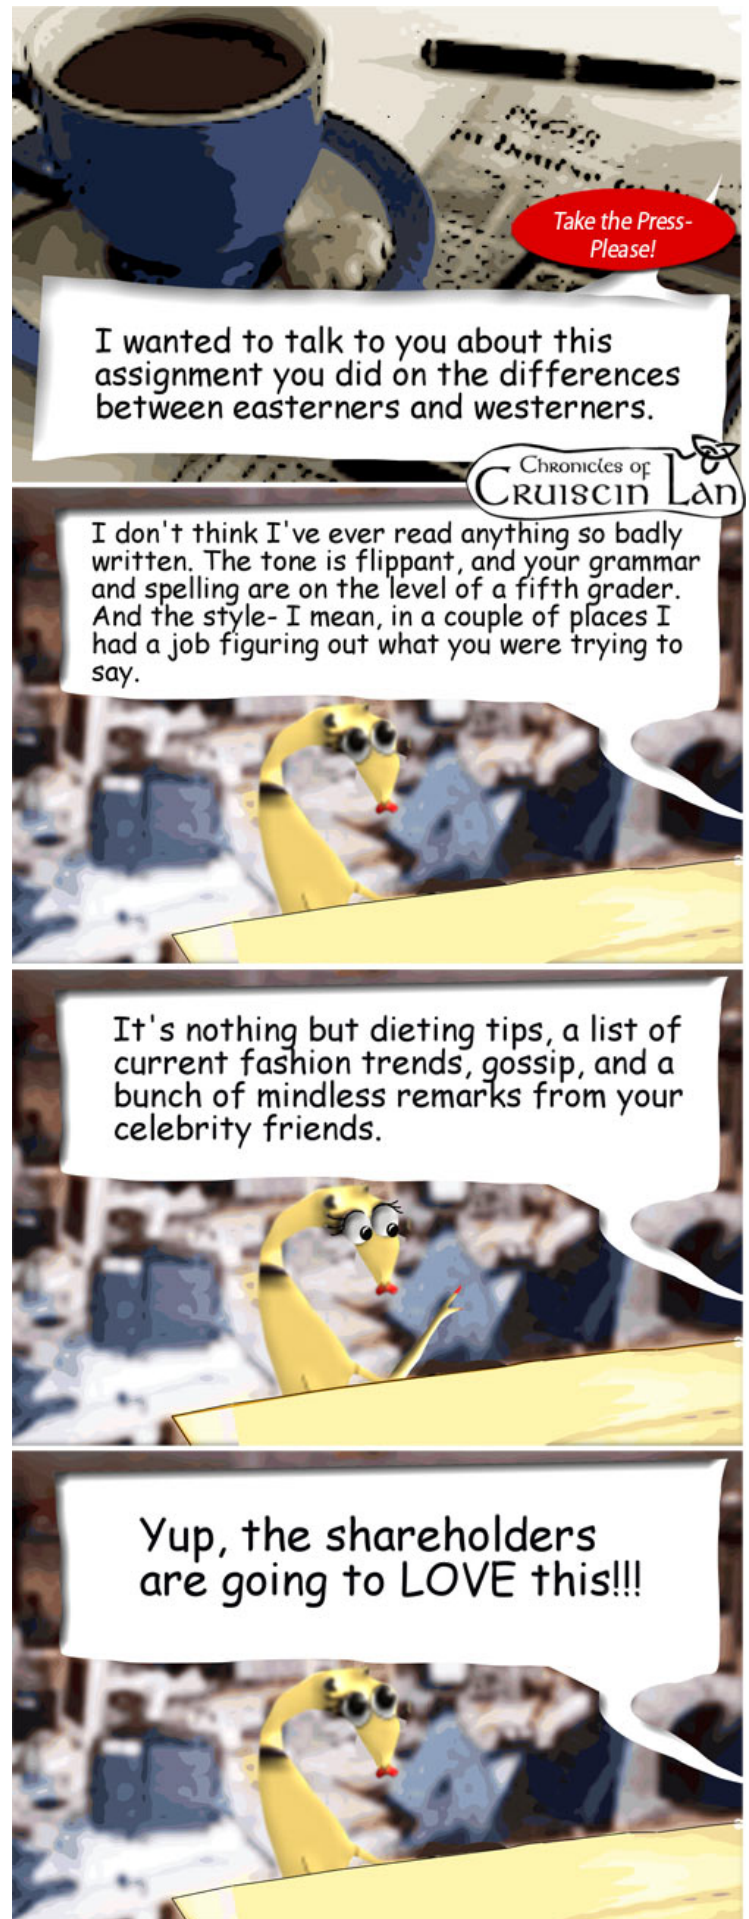 Take the Press-
Please!
I wanted to talk to you about this
assignment you did on the differences
between easterners and westerners.
Chronicles of
Cruiscin Lan
I don't think I've ever read anything so badly
written. The tone is flippant, and your grammar
and spelling are on the level of a fifth grader.
And the style- I mean, in a couple of places I
had a job figuring out what you were trying to
say.
It's nothing but dieting tips, a list of
current fashion trends, gossip, and a
bunch of mindless remarks from your
celebrity friends.
Yup, the shareholders
are going to LOVE this!!!